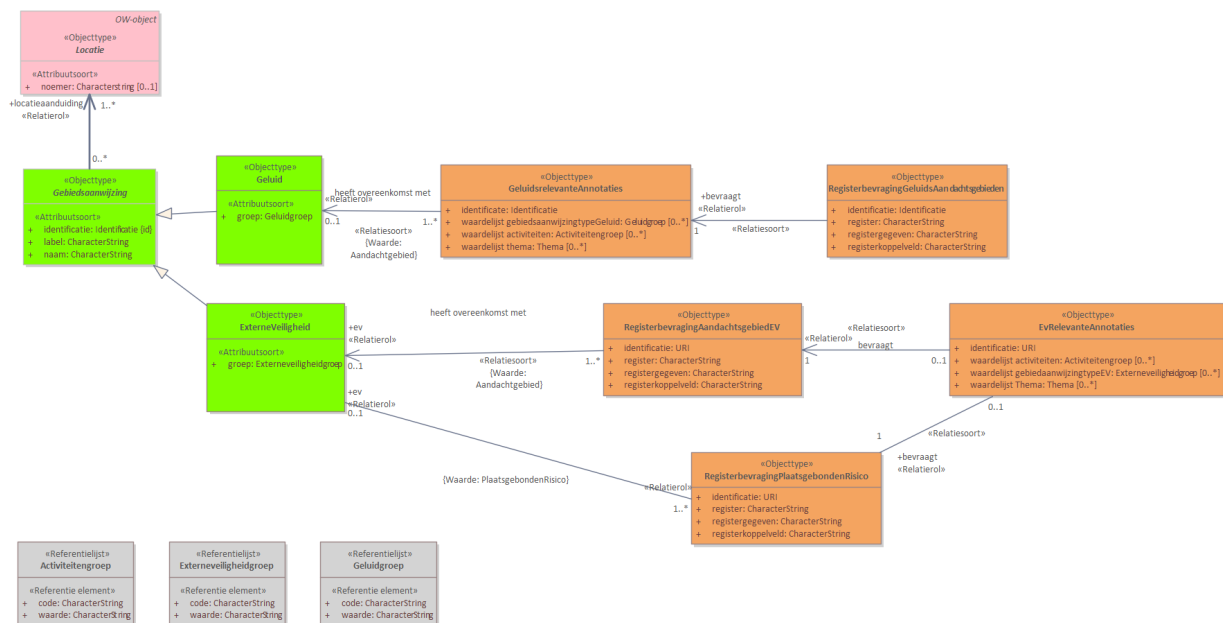 OW-object
«Objecttype»
Locatie
«Attribuutsoort»
+ noemer: Characterstring [0..1]
+locatieaanduiding
«Relatierol»
1..*
0..*
«Objecttype»
Gebiedsaanwijzing
«Attribuutsoort»
+ identificatie: Identificatie {id}
+ label: CharacterString
+ naam: CharacterString
«Objecttype»
Geluid
«Attribuutsoort»
+ groep: Geluidgroep
heeft overeenkomst met
«Relatierol»
0..1
1..*
«Relatiesoort»
{Waarde:
Aandachtgebied}
«Objecttype»
GeluidsrelevanteAnnotaties
+ identificatie: Identificatie
+ waardelijst gebiedsaanwijzingtypeGeluid: Geluidgroep [0..*]
+ waardelijst activiteiten: Activiteitengroep [0..*]
+ waardelijst thema: Thema [0..*]
+bevraagt
«Relatierol»
1
«Relatiesoort»
«Objecttype»
RegisterbevragingGeluidsAandachtsgebieden
+ identificatie: Identificatie
+ register: CharacterString
+ registergegeven: CharacterString
+ registerkoppelveld: CharacterString
«Objecttype»
ExterneVeiligheid
«Attribuutsoort»
+ groep: Externeveiligheidgroep
heeft overeenkomst met
+ev
«Relatierol»
0..1
1..*
«Relatiesoort»
{Waarde:
Aandachtgebied}
+ev
«Relatierol»
0..1
«Objecttype»
RegisterbevragingAandachtsgebiedEV
+ identificatie: URI
+ register: CharacterString
+ registergegeven: CharacterString
+ registerkoppelveld: CharacterString
«Relatiesoort»
«Relatierol»
bevraagt
1
0..1
«Objecttype»
EvRelevanteAnnotaties
+ identificatie: URI
+ waardelijst activiteiten: Activiteitengroep [0..*]
+ waardelijst gebiedaanwijzingtypeEV: Externeveiligheidgroep [0..*]
+ waardelijst Thema: Thema [0..*]
0..1
1
«Relatiesoort»
+bevraagt
«Relatierol»
{Waarde: PlaatsgebondenRisico}
«Relatierol»
1..*
«Objecttype»
RegisterbevragingPlaatsgebondenRisico
+ identificatie: URI
+ register: CharacterString
+ registergegeven: CharacterString
+ registerkoppelveld: CharacterString
«Referentielijst»
Activiteitengroep
«Referentie element»
+ code: CharacterString
+ waarde: CharacterString
«Referentielijst»
Externeveiligheidgroep
«Referentie element»
+ code: CharacterString
+ waarde: CharacterString
«Referentielijst»
Geluidgroep
«Referentie element»
+ code: CharacterString
+ waarde: CharacterString